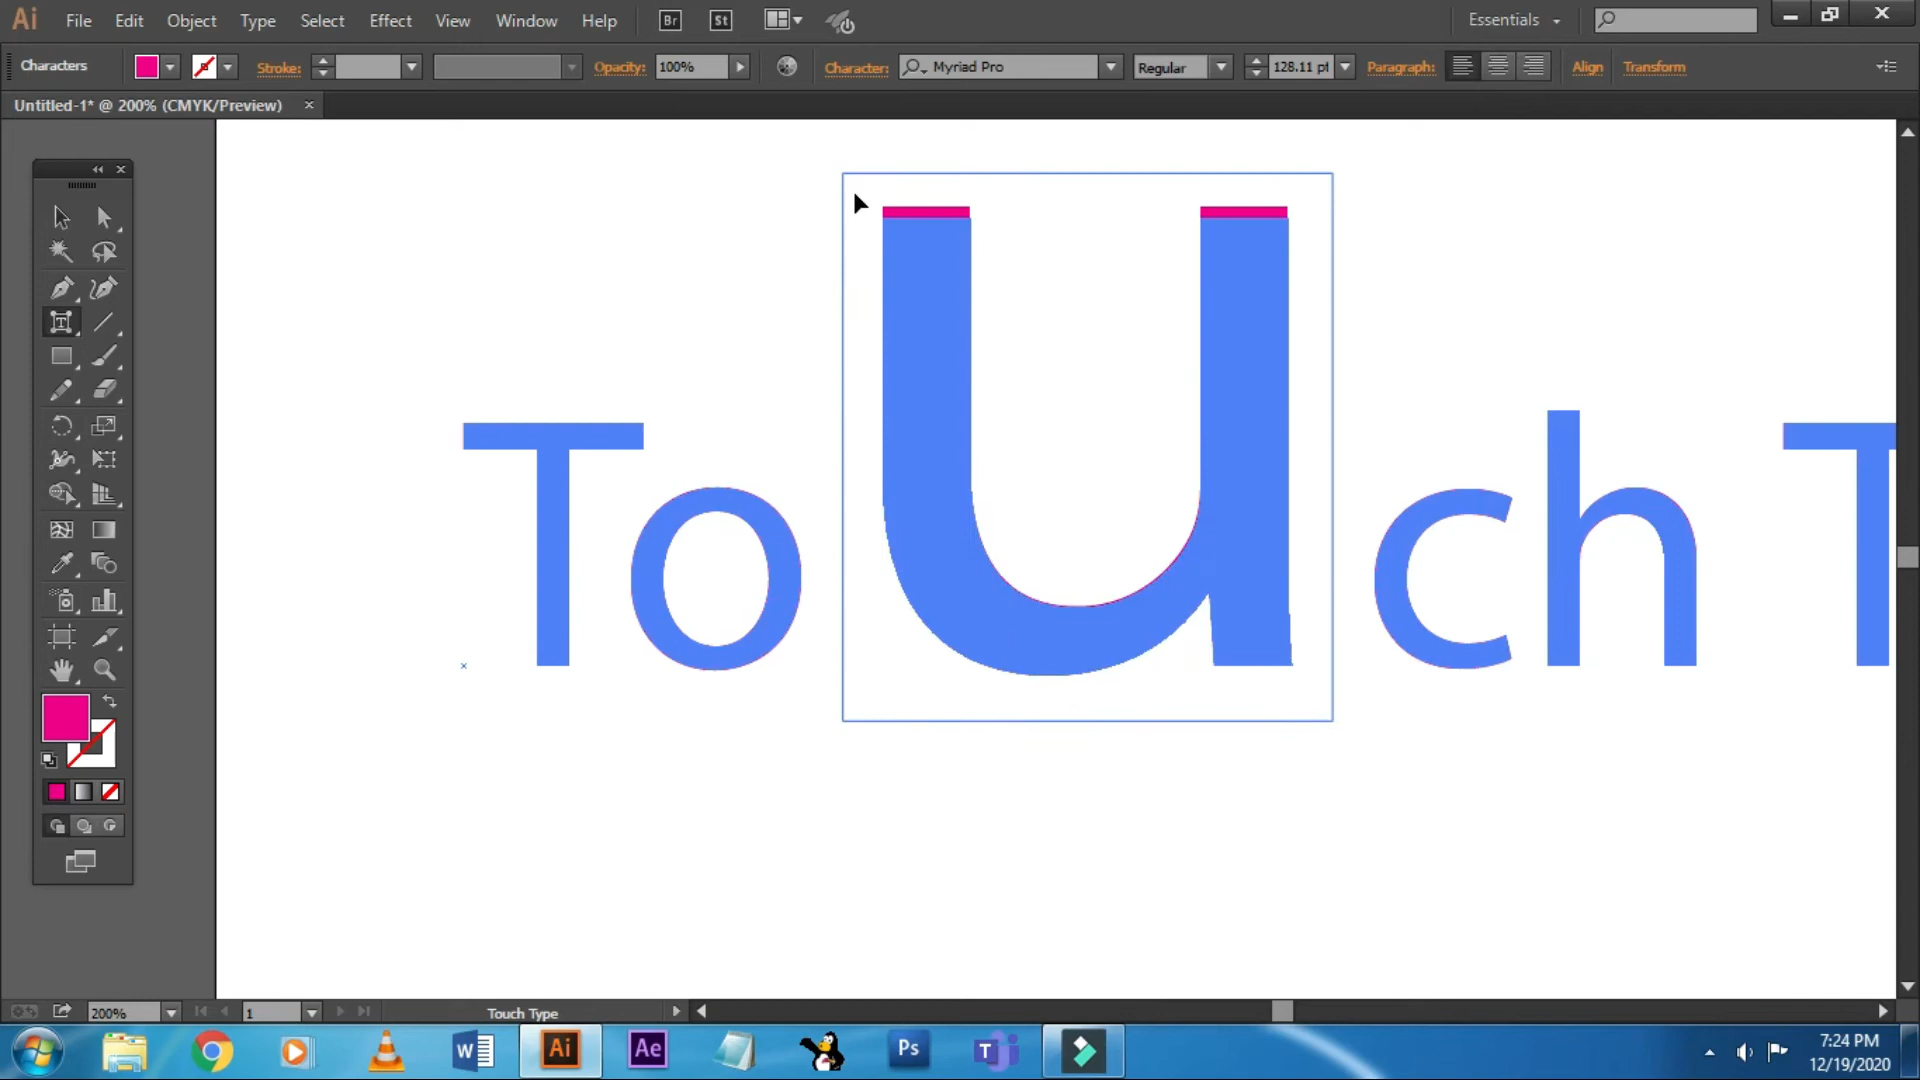 Ai File Edit Object Type Select Effect View Window Help Br St Essentials
Characters Stroke: Opacity: 100% Character: Myriad Pro Regular 128.11 pt Paragraph: Align Transform
Untitled-1* @ 200% (CMYK/Preview)
Touch T
200% 1 Touch Type
W Ai Ae Ps T
7:24 PM
12/19/2020